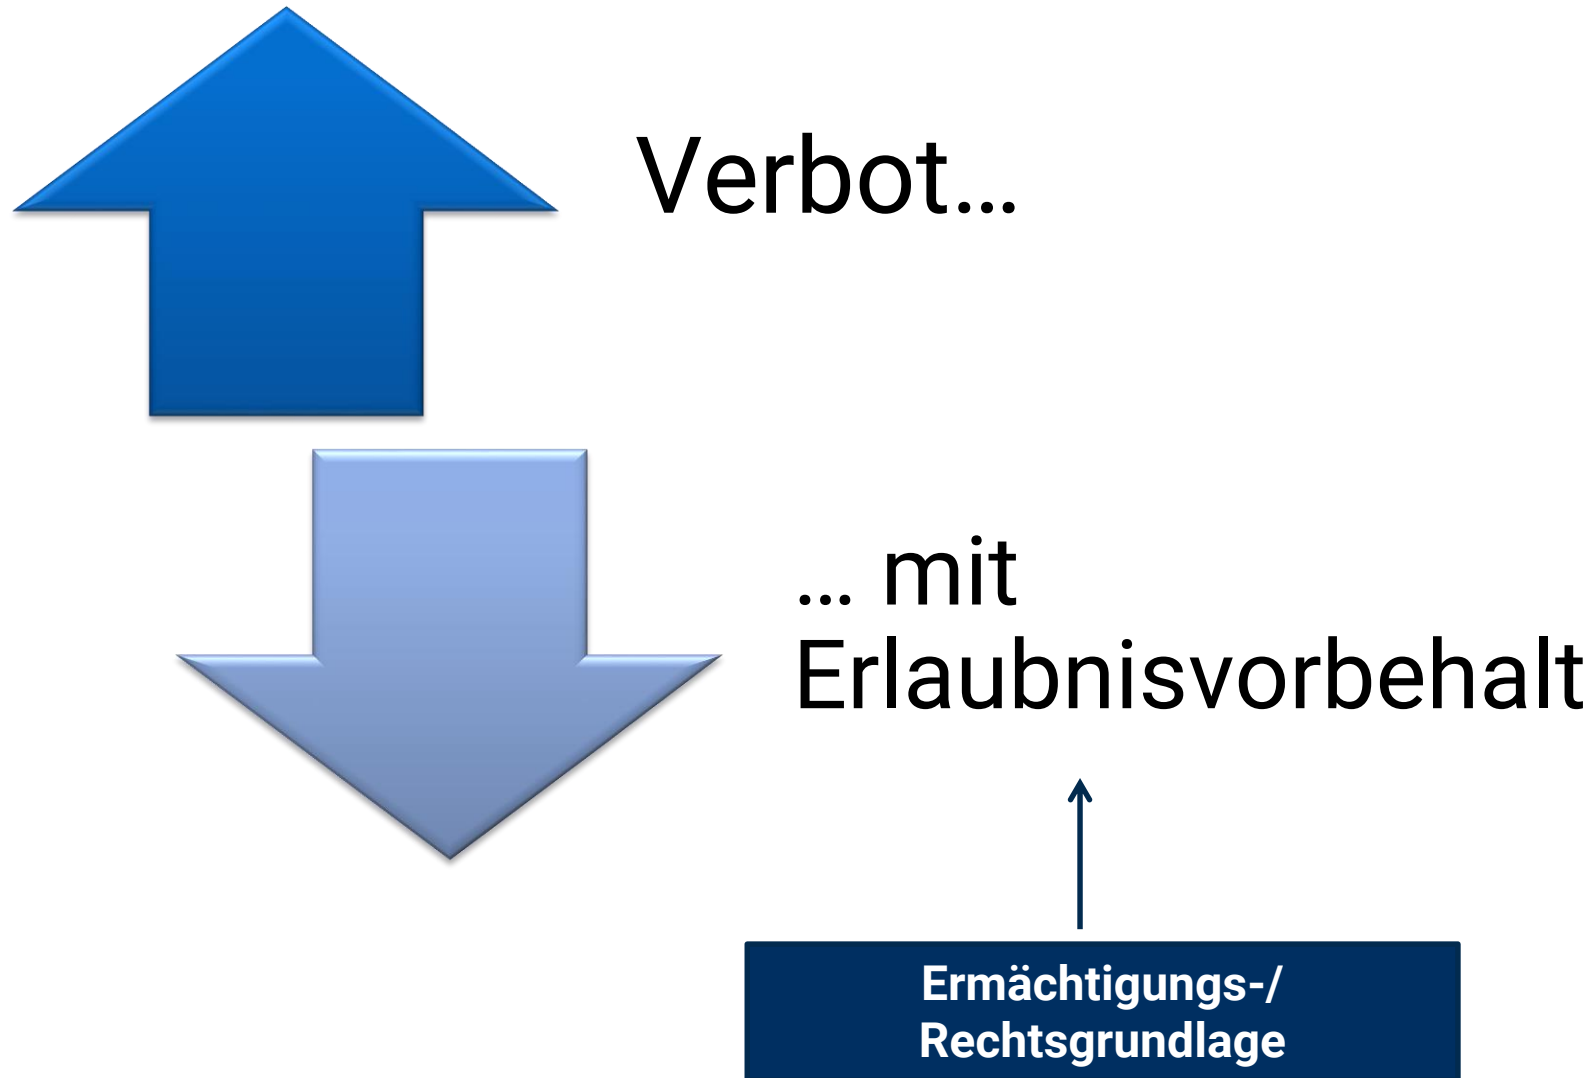 Verbot...
... mit
Erlaubnisvorbehalt
Ermächtigungs-/
Rechtsgrundlage